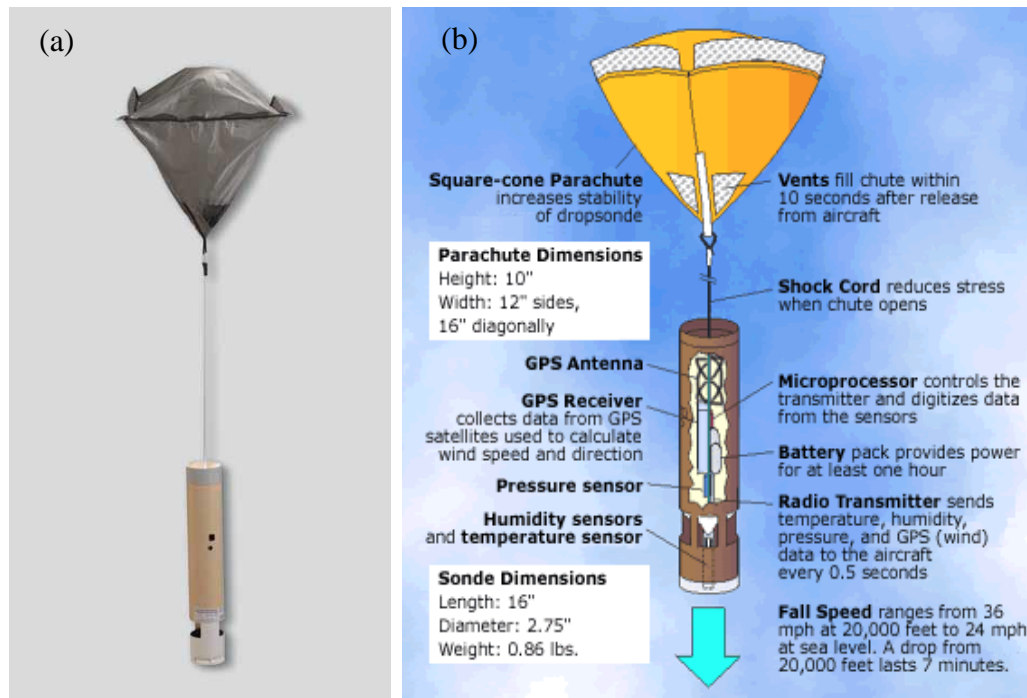 (a)
(b)
Square-cone Parachute
increases stability
of dropsonde
Vents fill chute within
10 seconds after release
from aircraft
Parachute Dimensions
Height: 10"
Width: 12" sides,
16" diagonally
Shock Cord reduces stress
when chute opens
GPS Antenna
GPS Receiver
collects data from GPS
satellites used to calculate
wind speed and direction
Microprocessor controls the
transmitter and digitizes data
from the sensors
Battery pack provides power
for at least one hour
Pressure sensor
Radio Transmitter sends
temperature, humidity,
pressure, and GPS (wind)
data to the aircraft
every 0.5 seconds
Humidity sensors
and temperature sensor
Sonde Dimensions
Length: 16"
Diameter: 2.75"
Weight: 0.86 lbs.
Fall Speed ranges from 36
mph at 20,000 feet to 24 mph
at sea level. A drop from
20,000 feet lasts 7 minutes.